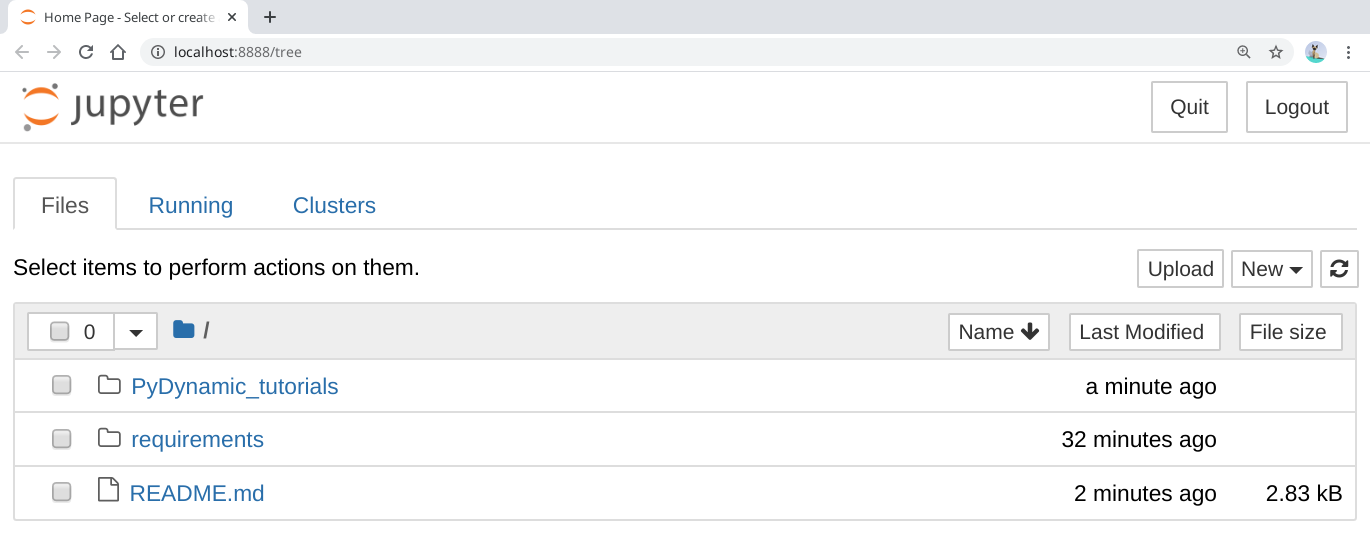 Home Page - Select or create
localhost:8888/tree
jupyter
Quit
Logout
Files
Running
Clusters
Select items to perform actions on them.
Upload
New
0
/
Name
Last Modified
File size
PyDynamic_tutorials
a minute ago
requirements
32 minutes ago
README.md
2 minutes ago
2.83 kB